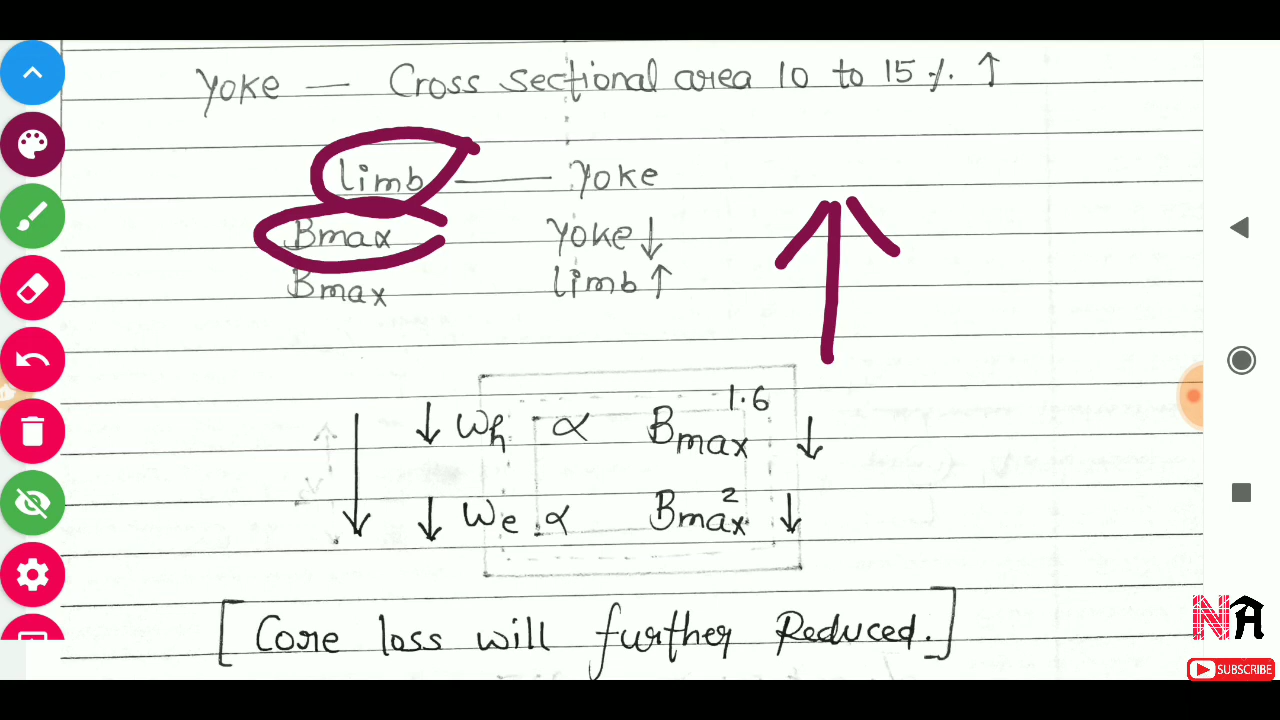 Yoke — Cross sectional area 10 to 15 %. ↑
limb —— Yoke
Bmax Yoke ↓
Bmax limb ↑
↓ Wh ∝ Bmax^1.6 ↓
↓ We ∝ Bmax^2 ↓
[Core loss will further Reduced.]
NA
SUBSCRIBE